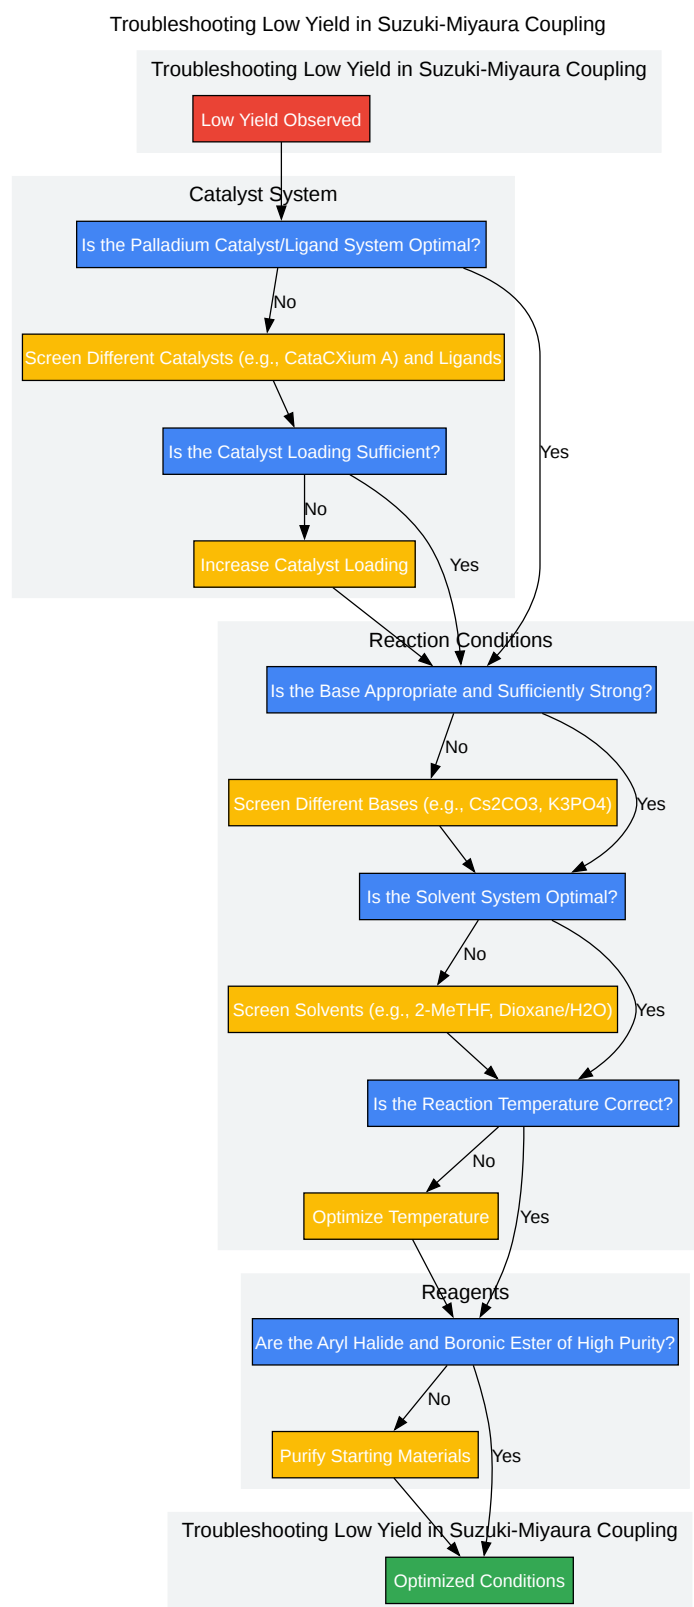 Troubleshooting Low Yield in Suzuki-Miyaura Coupling
Troubleshooting Low Yield in Suzuki-Miyaura Coupling
Low Yield Observed
Catalyst System
Is the Palladium Catalyst/Ligand System Optimal?
No
Screen Different Catalysts (e.g., CataCXium A) and Ligands
Is the Catalyst Loading Sufficient?
Yes
No
Increase Catalyst Loading
Yes
Reaction Conditions
Is the Base Appropriate and Sufficiently Strong?
No
Screen Different Bases (e.g., Cs2CO3, K3PO4)
Yes
Is the Solvent System Optimal?
No
Screen Solvents (e.g., 2-MeTHF, Dioxane/H2O)
Yes
Is the Reaction Temperature Correct?
No
Optimize Temperature
Yes
Reagents
Are the Aryl Halide and Boronic Ester of High Purity?
No
Purify Starting Materials
Yes
Troubleshooting Low Yield in Suzuki-Miyaura Coupling
Optimized Conditions